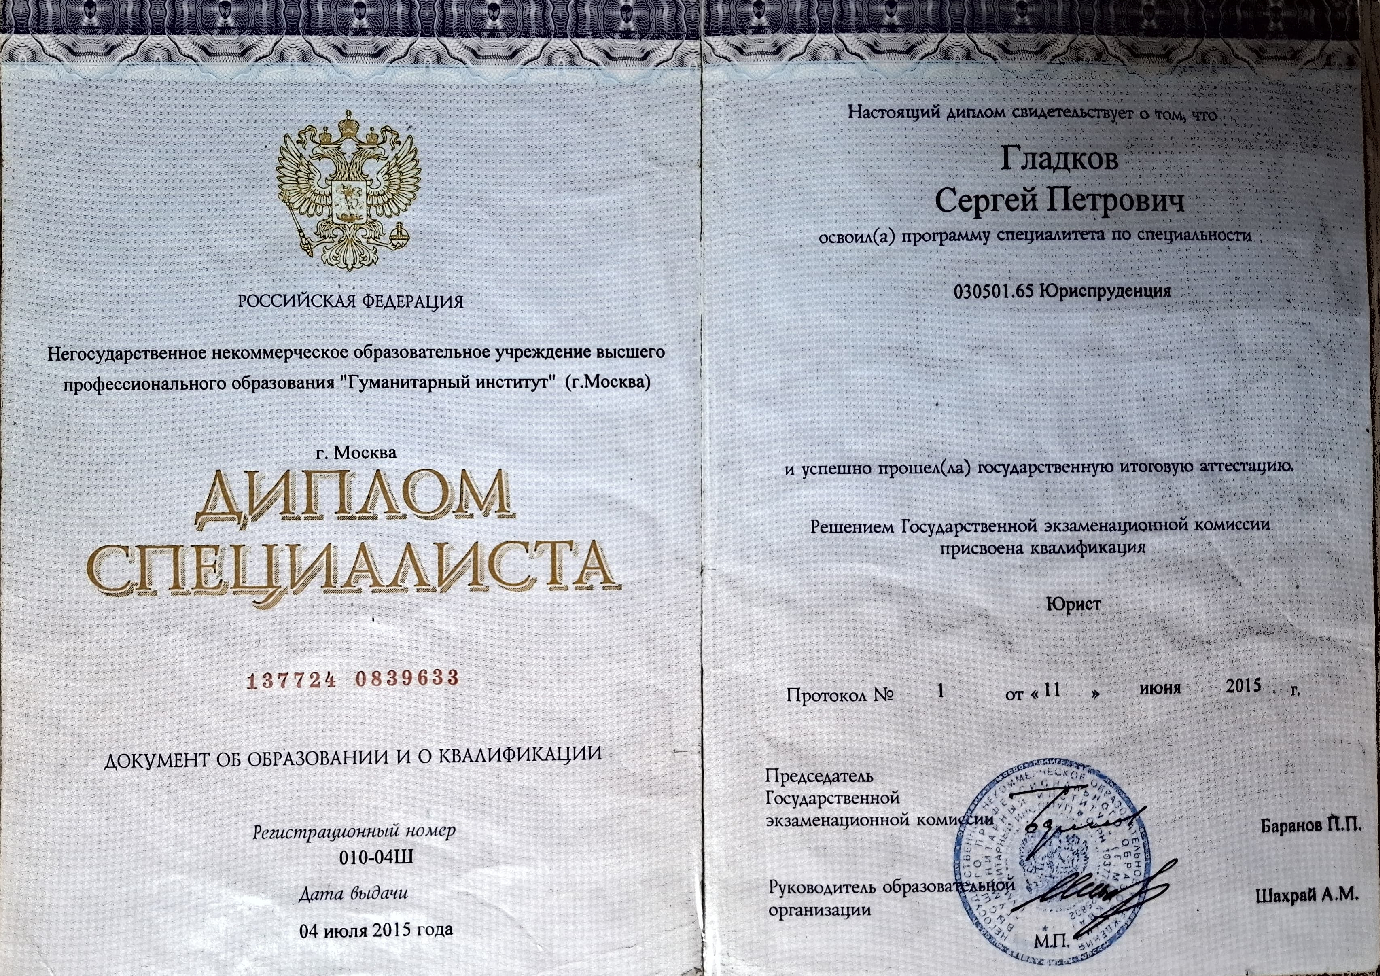 РОССИЙСКАЯ ФЕДЕРАЦИЯ
Негосударственное некоммерческое образовательное учреждение высшего
профессионального образования "Гуманитарный институт" (г.Москва)
г. Москва
ДИПЛОМ
СПЕЦИАЛИСТА
137724 0839633
ДОКУМЕНТ ОБ ОБРАЗОВАНИИ И О КВАЛИФИКАЦИИ
Регистрационный номер
010-04Ш
Дата выдачи
04 июля 2015 года
Настоящий диплом свидетельствует о том, что
Гладков
Сергей Петрович
освоил(а) программу специалитета по специальности
030501.65 Юриспруденция
и успешно прошел(ла) государственную итоговую аттестацию.
Решением Государственной экзаменационной комиссии
присвоена квалификация
Юрист
Протокол № 1 от « 11 » июня 2015 г.
Председатель
Государственной
экзаменационной комиссии
Баранов П.П.
Руководитель образовательной
организации
Шахрай А.М.
М.П.